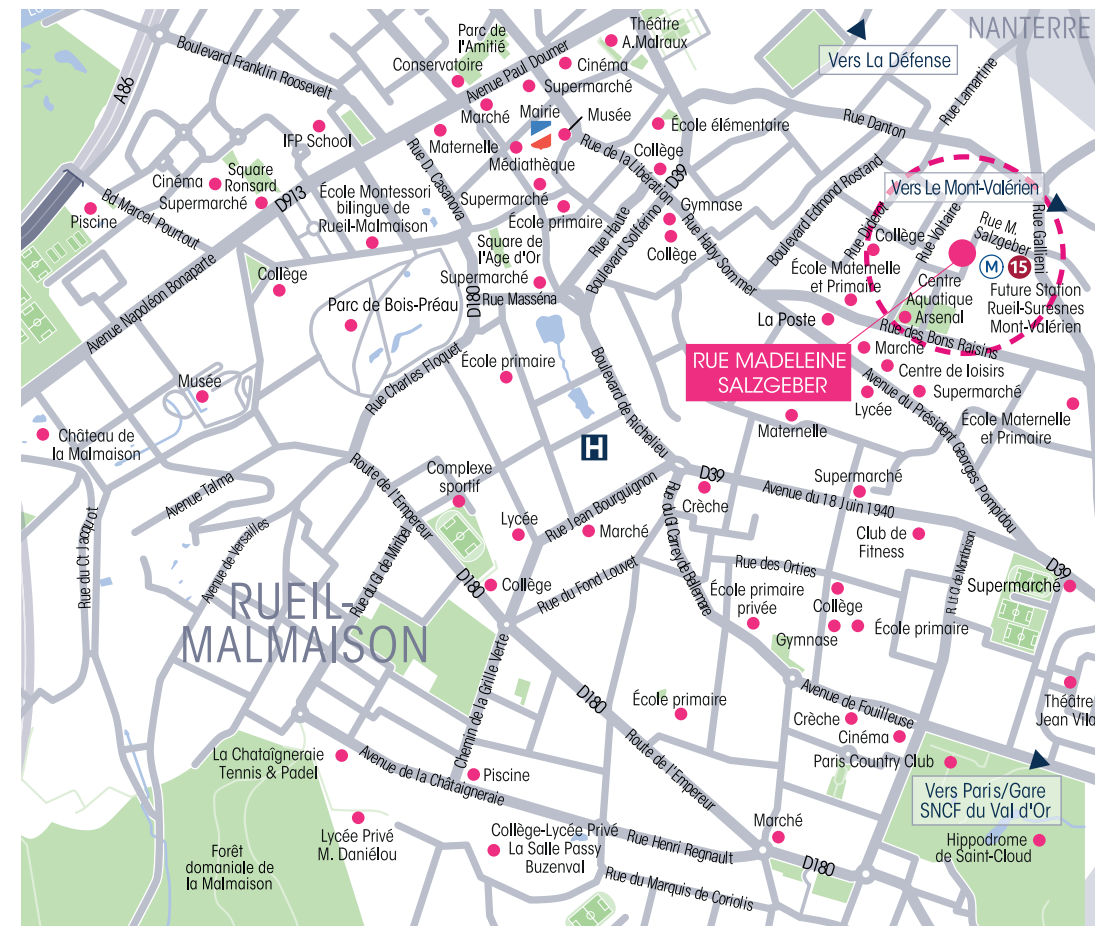 NANTERRE
Théâtre
A.Malraux
Parc de
l'Amitié
Conservatoire
Avenue Paul Doumer
Cinéma
Supermarché
Vers La Défense
Boulevard Franklin Roosevelt
A86
Rue Lamartine
Marché
Mairie
Musée
IFP School
Maternelle
Médiathèque
École élémentaire
Rue Danton
Rue D. Casanova
Rue de la Libération
Collège
D39
Cinéma
Square
Ronsard
Supermarché
D913
École Montessori
bilingue de
Rueil-Malmaison
Supermarché
École primaire
Gymnase
Collège
Boulevard Edmond Rostand
Vers Le Mont-Valérien
Bd Marcel Pourtout
Piscine
Rue Haute
Boulevard Solférino
Rue Haby Sommer
Rue Diderot
Collège
Rue Voltaire
Rue M.
Salzgeber
Rue Gallieni
Square de
l'Age d'Or
Supermarché
Rue Masséna
D180
Collège
Avenue Napoléon Bonaparte
Parc de Bois-Préau
École Maternelle
et Primaire
Centre
Aquatique
Arsenal
M
15
Future Station
Rueil-Suresnes
Mont-Valérien
La Poste
Rue des Bons Raisins
RUE MADELEINE
SALZGEBER
Marché
Centre de loisirs
Supermarché
Lycée
École primaire
Rue Charles Floquet
Boulevard de Richelieu
Musée
Avenue du Président Georges Pompidou
École Maternelle
et Primaire
Maternelle
Château de
la Malmaison
H
Avenue Talma
Route de l'Empereur
Complexe
sportif
Lycée
Rue Jean Bourguignon
Marché
D39
Crèche
Avenue du 18 Juin 1940
Supermarché
Club de
Fitness
Rue du Ct Jacquot
Avenue de Versailles
Rue du Gl de Miribel
D180
Collège
Rue du Fond Louvet
Rue du Gl Carrey de Bellemare
Rue des Orties
École primaire
privée
Collège
Gymnase
École primaire
R. Lt Cl. de Montbrison
D39
Supermarché
RUEIL-
MALMAISON
Chemin de la Grille Verte
D180
École primaire
Avenue de Fouilleuse
Crèche
Cinéma
Paris Country Club
Théâtre
Jean Vila
La Chataîgneraie
Tennis & Padel
Avenue de la Châtaigneraie
Piscine
Route de l'Empereur
Vers Paris/Gare
SNCF du Val d'Or
Lycée Privé
M. Daniélou
Collège-Lycée Privé
La Salle Passy
Buzenval
Rue Henri Regnault
Marché
D180
Hippodrome
de Saint-Cloud
Forêt
domaniale de
la Malmaison
Rue du Marquis de Coriolis